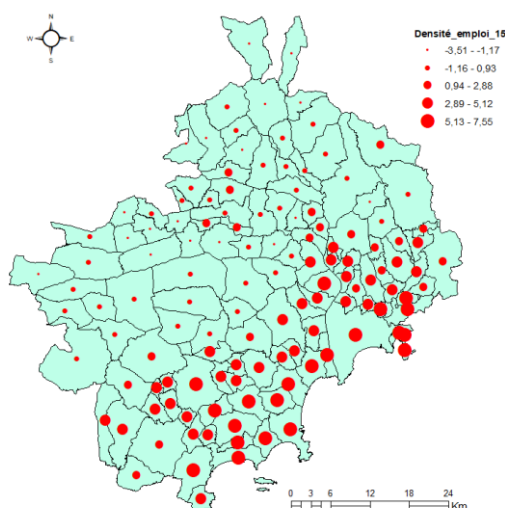 N
W E
S
Densité_emploi_15
-3,51 - -1,17
-1,16 - 0,93
0,94 - 2,88
2,89 - 5,12
5,13 - 7,55
0 3 6 12 18 24
Km